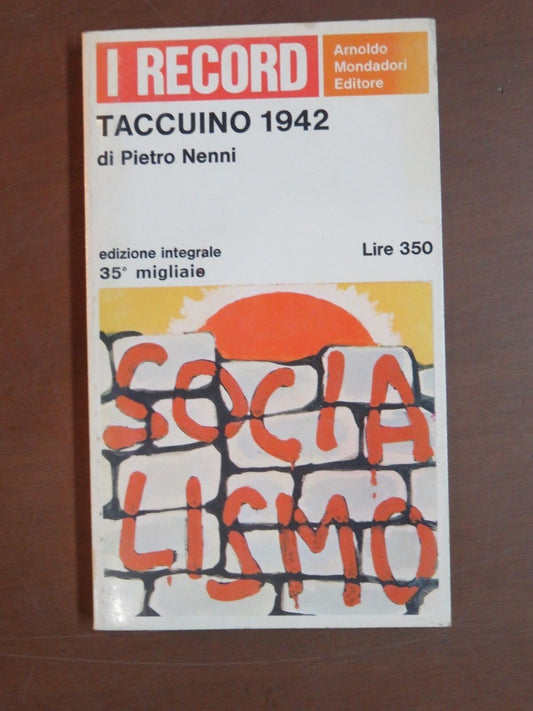 I RECORD
Arnoldo
Mondadori
Editore
TACCUINO 1942
di Pietro Nenni
edizione integrale
35° migliaio
Lire 350
SOCIA
LISMO